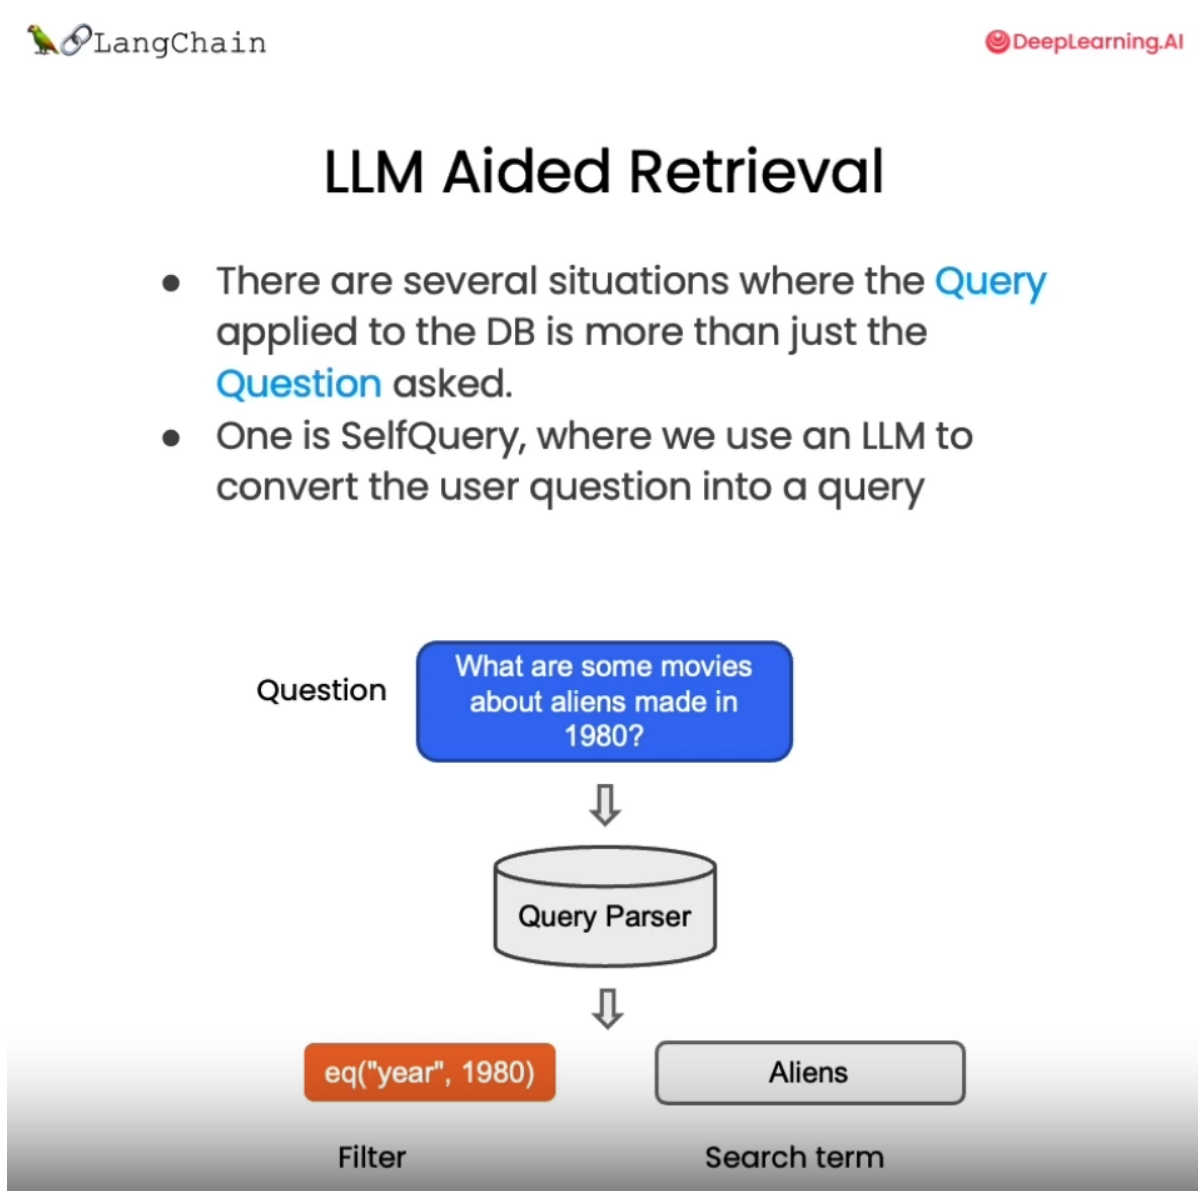 LangChain
DeepLearning.AI
LLM Aided Retrieval
● There are several situations where the Query
applied to the DB is more than just the
Question asked.
● One is SelfQuery, where we use an LLM to
convert the user question into a query
Question
What are some movies
about aliens made in
1980?
Query Parser
eq("year", 1980)
Aliens
Filter
Search term